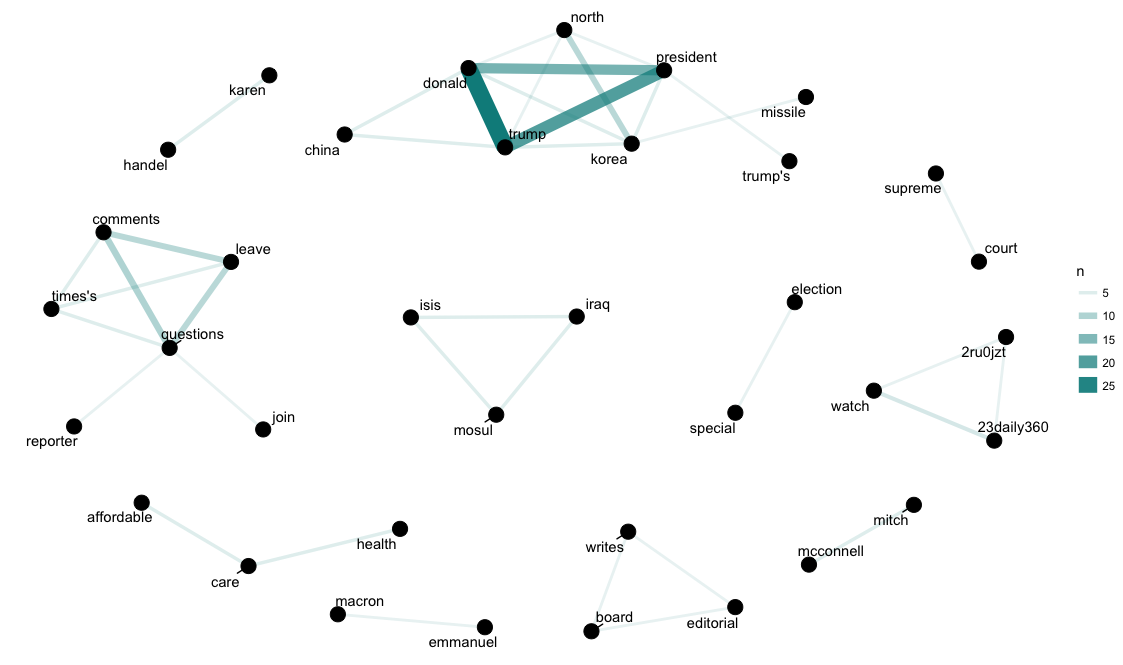 north
president
karen
donald
missile
trump
china
korea
handel
trump's
supreme
comments
leave
court
n
times's
isis
iraq
election
5
10
questions
15
2ru0jzt
20
25
watch
join
mosul
special
23daily360
reporter
affordable
mitch
health
writes
mcconnell
care
macron
board
editorial
emmanuel